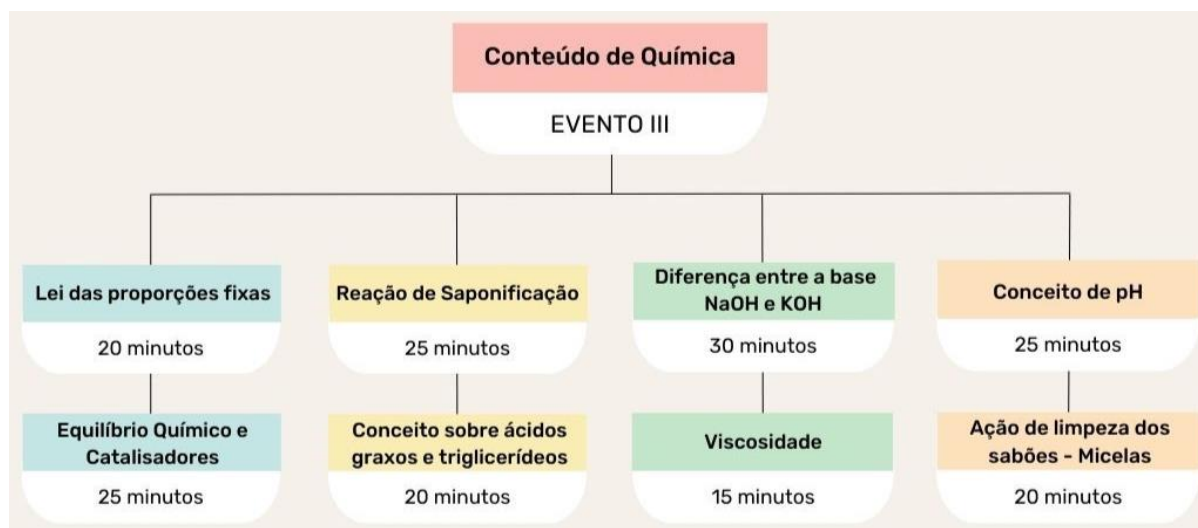 Conteúdo de Química
EVENTO III
Lei das proporções fixas
20 minutos
Equilíbrio Químico e
Catalisadores
25 minutos
Reação de Saponificação
25 minutos
Conceito sobre ácidos
graxos e triglicerídeos
20 minutos
Diferença entre a base
NaOH e KOH
30 minutos
Viscosidade
15 minutos
Conceito de pH
25 minutos
Ação de limpeza dos
sabões - Micelas
20 minutos